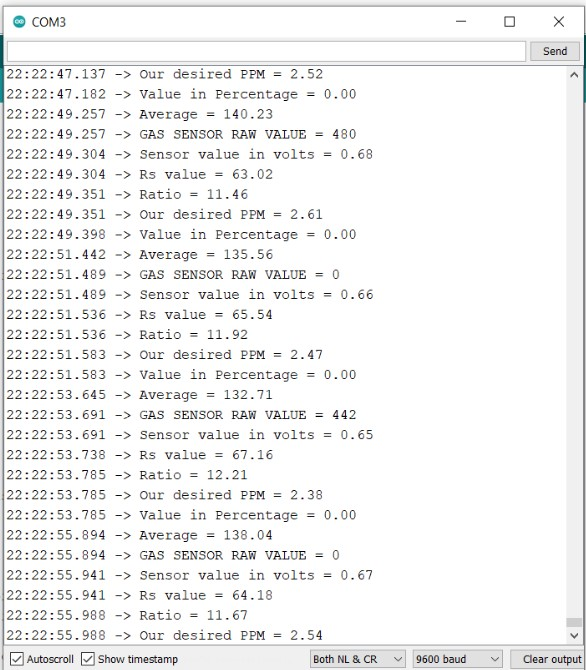 COM3
Send
22:22:47.137 -> Our desired PPM = 2.52
22:22:47.182 -> Value in Percentage = 0.00
22:22:49.257 -> Average = 140.23
22:22:49.257 -> GAS SENSOR RAW VALUE = 480
22:22:49.304 -> Sensor value in volts = 0.68
22:22:49.304 -> Rs value = 63.02
22:22:49.351 -> Ratio = 11.46
22:22:49.351 -> Our desired PPM = 2.61
22:22:49.398 -> Value in Percentage = 0.00
22:22:51.442 -> Average = 135.56
22:22:51.489 -> GAS SENSOR RAW VALUE = 0
22:22:51.489 -> Sensor value in volts = 0.66
22:22:51.536 -> Rs value = 65.54
22:22:51.536 -> Ratio = 11.92
22:22:51.583 -> Our desired PPM = 2.47
22:22:51.583 -> Value in Percentage = 0.00
22:22:53.645 -> Average = 132.71
22:22:53.691 -> GAS SENSOR RAW VALUE = 442
22:22:53.691 -> Sensor value in volts = 0.65
22:22:53.738 -> Rs value = 67.16
22:22:53.785 -> Ratio = 12.21
22:22:53.785 -> Our desired PPM = 2.38
22:22:53.785 -> Value in Percentage = 0.00
22:22:55.894 -> Average = 138.04
22:22:55.894 -> GAS SENSOR RAW VALUE = 0
22:22:55.941 -> Sensor value in volts = 0.67
22:22:55.941 -> Rs value = 64.18
22:22:55.988 -> Ratio = 11.67
22:22:55.988 -> Our desired PPM = 2.54
Autoscroll Show timestamp Both NL & CR 9600 baud Clear output